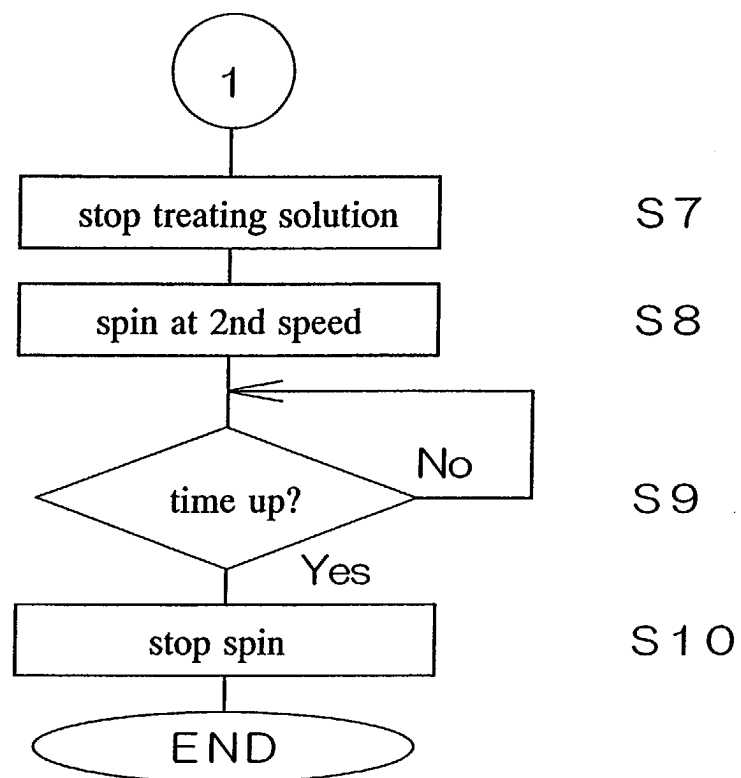 1
stop treating solution S7
spin at 2nd speed S8
No
time up? S9
Yes
stop spin S10
END